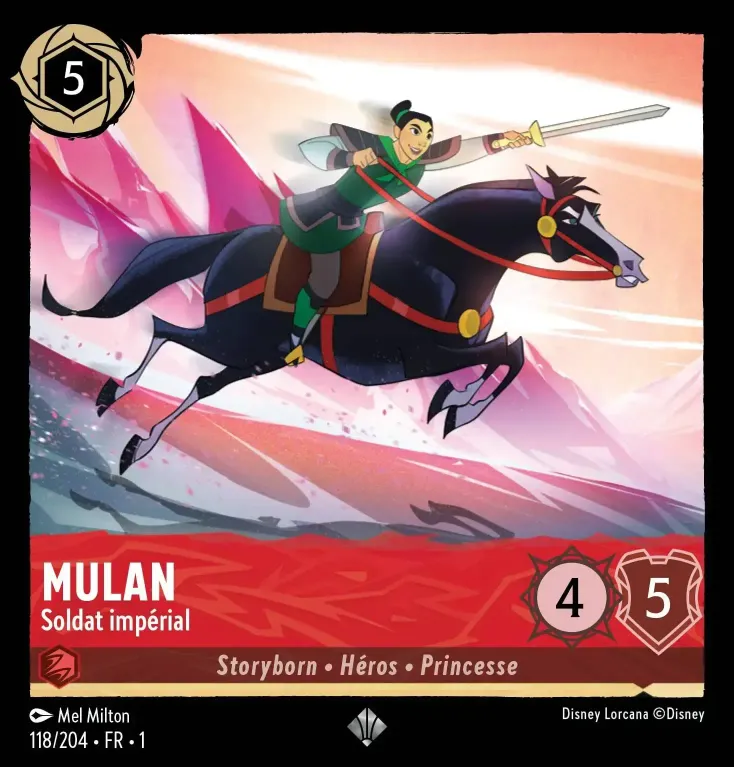 5
MULAN
Soldat impérial
4
5
Storyborn • Héros • Princesse
Mel Milton
Disney Lorcana ©Disney
118/204 • FR • 1